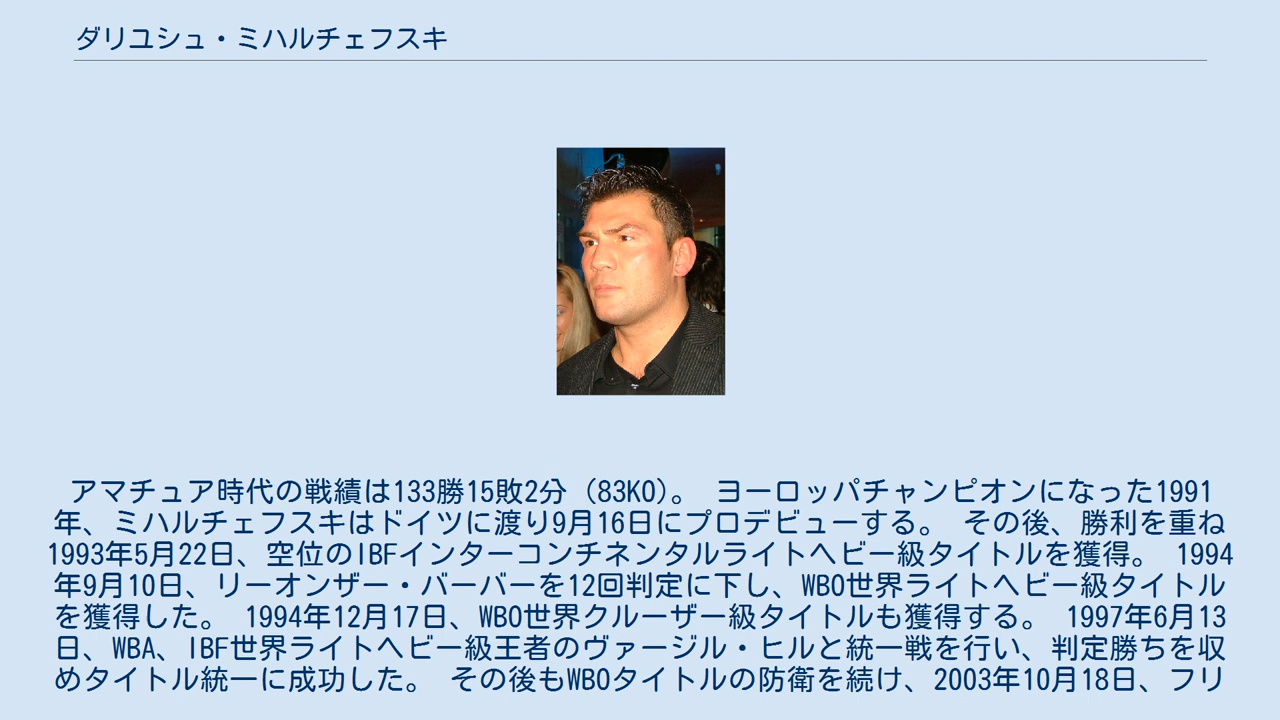 ダリユシュ・ミハルチェフスキ
アマチュア時代の戦績は133勝15敗2分（83KO）。 ヨーロッパチャンピオンになった1991
年、ミハルチェフスキはドイツに渡り9月16日にプロデビューする。 その後、勝利を重ね
1993年5月22日、空位のIBFインターコンチネンタルライトヘビー級タイトルを獲得。 1994
年9月10日、リーオンザー・バーバーを12回判定に下し、WBO世界ライトヘビー級タイトル
を獲得した。 1994年12月17日、WBO世界クルーザー級タイトルも獲得する。 1997年6月13
日、WBA、IBF世界ライトヘビー級王者のヴァージル・ヒルと統一戦を行い、判定勝ちを収
めタイトル統一に成功した。 その後もWBOタイトルの防衛を続け、2003年10月18日、フリ